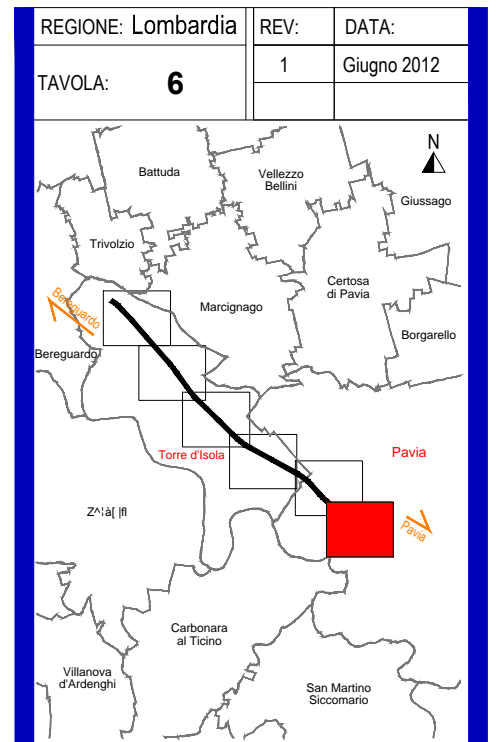 REGIONE: Lombardia REV: DATA:
TAVOLA: 6 1 Giugno 2012
N
Battuda
Vellezzo
Bellini
Giussago
Trivolzio
Certosa
di Pavia
Bereguardo
Marcignago
Borgarello
Bereguardo
Torre d'Isola
Pavia
Z^¦à[ |fl
Pavia
Carbonara
al Ticino
Villanova
d'Ardenghi
San Martino
Siccomario